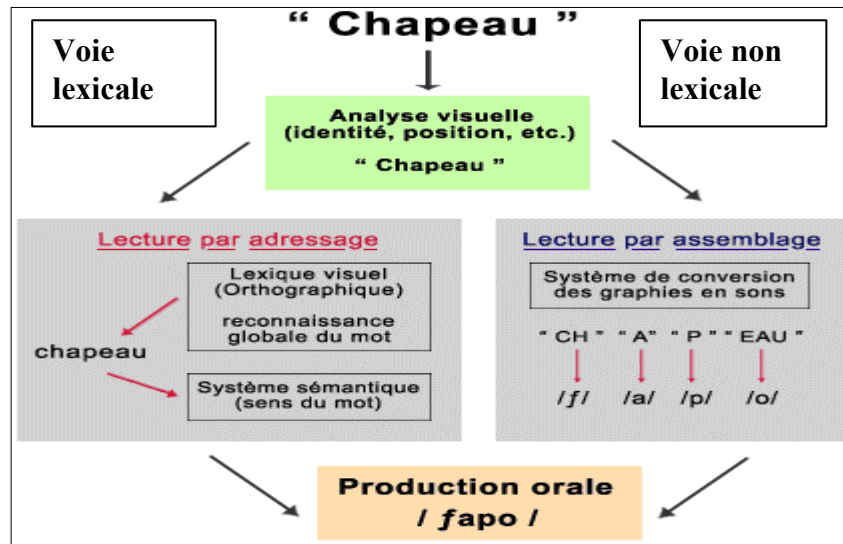 “ Chapeau ”
Voie
lexicale
Voie non
lexicale
Analyse visuelle
(identité, position, etc.)
“ Chapeau ”
Lecture par adressage
Lexique visuel
(Orthographique)
reconnaissance
globale du mot
chapeau
Système sémantique
(sens du mot)
Lecture par assemblage
Système de conversion
des graphies en sons
“ CH ” “ A” “ P ” “ EAU ”
/ƒ/ /a/ /p/ /o/
Production orale
/ ƒapo /